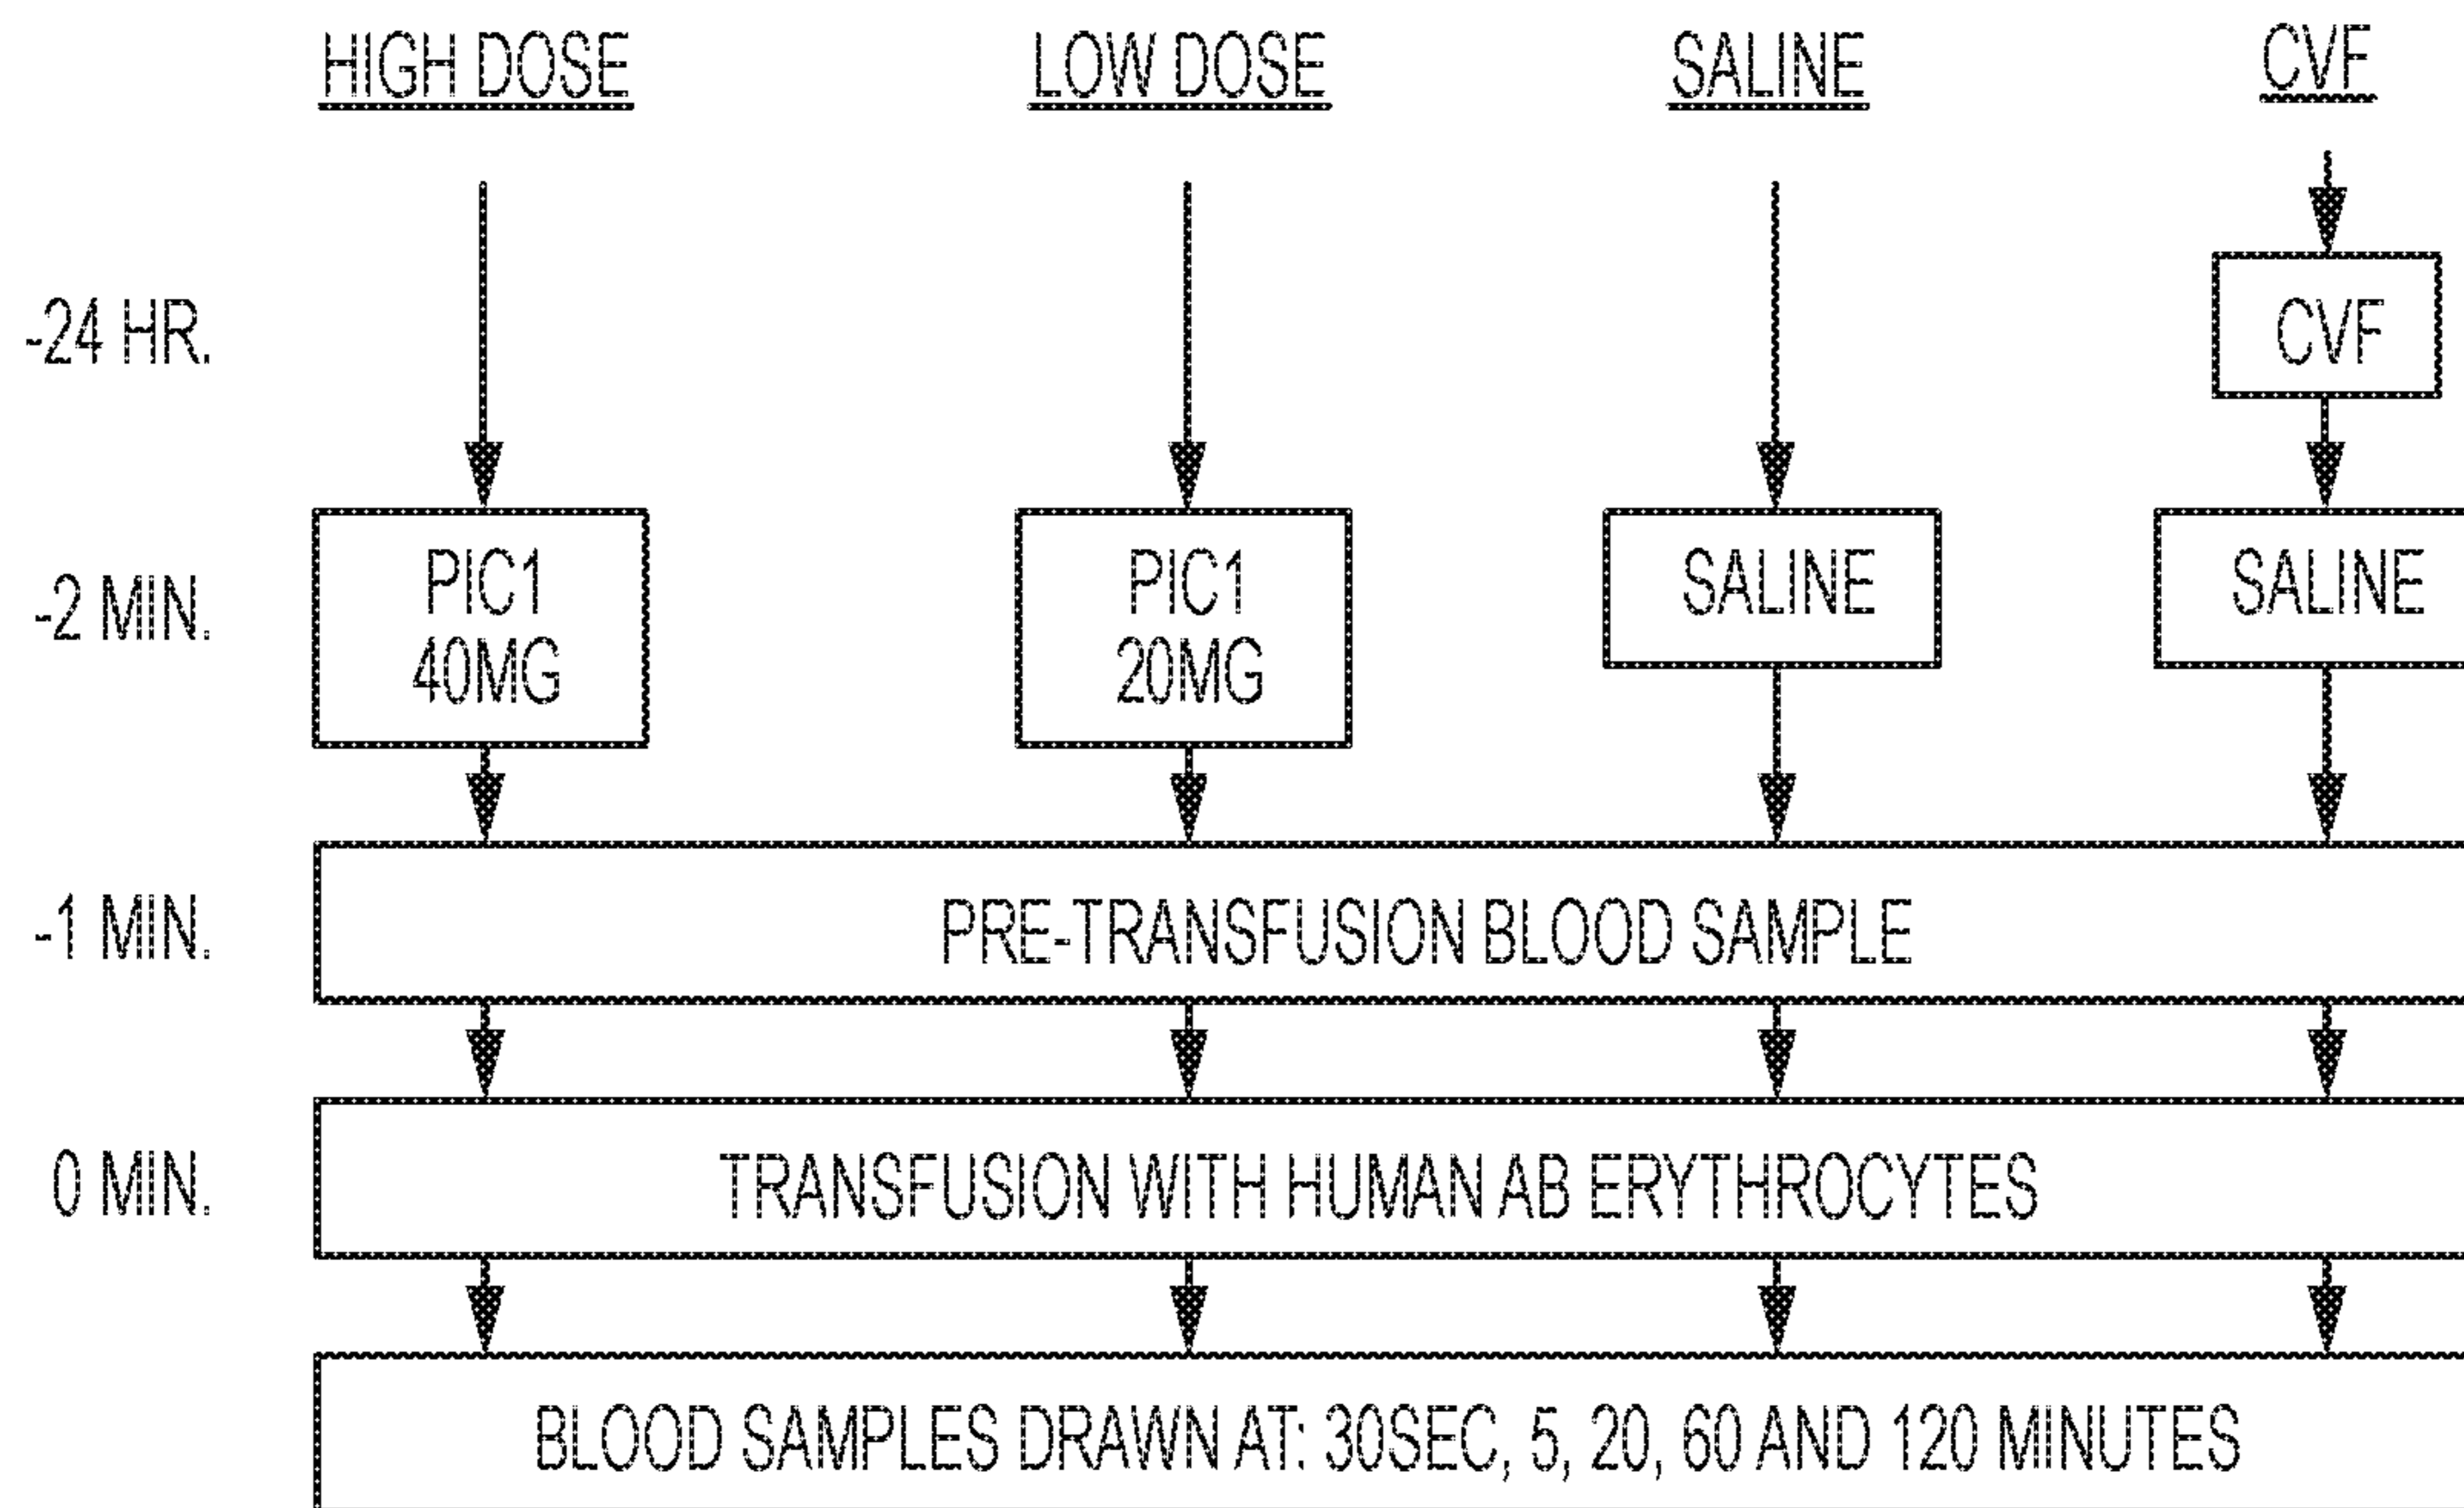 HIGH DOSE LOW DOSE SALINE CVF
-24 HR. CVF
-2 MIN. PIC1 PIC1 SALINE SALINE
40MG 20MG
-1 MIN. PRE-TRANSFUSION BLOOD SAMPLE
0 MIN. TRANSFUSION WITH HUMAN AB ERYTHROCYTES
BLOOD SAMPLES DRAWN AT: 30SEC, 5, 20, 60 AND 120 MINUTES